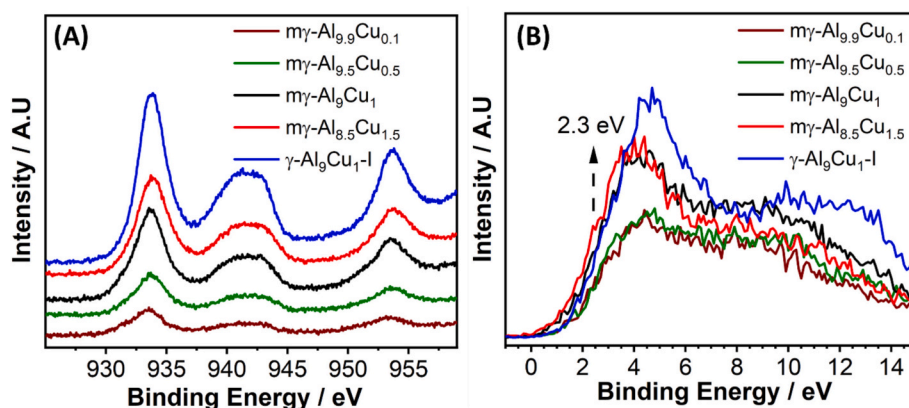 (A)
mγ-Al9.9Cu0.1
mγ-Al9.5Cu0.5
mγ-Al9Cu1
mγ-Al8.5Cu1.5
γ-Al9Cu1-I
Intensity / A.U
930 935 940 945 950 955
Binding Energy / eV
(B)
mγ-Al9.9Cu0.1
mγ-Al9.5Cu0.5
mγ-Al9Cu1
mγ-Al8.5Cu1.5
γ-Al9Cu1-I
2.3 eV
Intensity / A.U
0 2 4 6 8 10 12 14
Binding Energy / eV